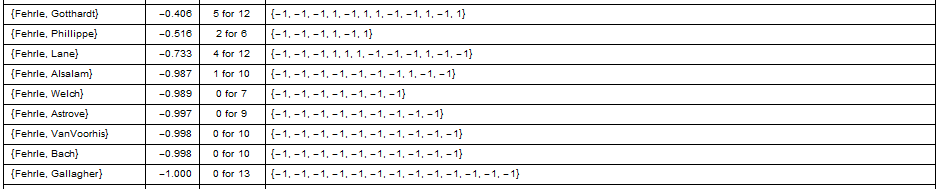 {Fehrle, Gotthardt} −0.406 5 for 12 {−1, −1, −1, 1, −1, 1, 1, −1, −1, 1, −1, 1}
{Fehrle, Phillippe} −0.516 2 for 6 {−1, −1, −1, 1, −1, 1}
{Fehrle, Lane} −0.733 4 for 12 {−1, −1, −1, 1, 1, 1, −1, −1, −1, 1, −1, −1}
{Fehrle, Alsalam} −0.987 1 for 10 {−1, −1, −1, −1, −1, −1, −1, 1, −1, −1}
{Fehrle, Welch} −0.989 0 for 7 {−1, −1, −1, −1, −1, −1, −1}
{Fehrle, Astrove} −0.997 0 for 9 {−1, −1, −1, −1, −1, −1, −1, −1, −1}
{Fehrle, VanVoorhis} −0.998 0 for 10 {−1, −1, −1, −1, −1, −1, −1, −1, −1, −1}
{Fehrle, Bach} −0.998 0 for 10 {−1, −1, −1, −1, −1, −1, −1, −1, −1, −1}
{Fehrle, Gallagher} −1.000 0 for 13 {−1, −1, −1, −1, −1, −1, −1, −1, −1, −1, −1, −1, −1}